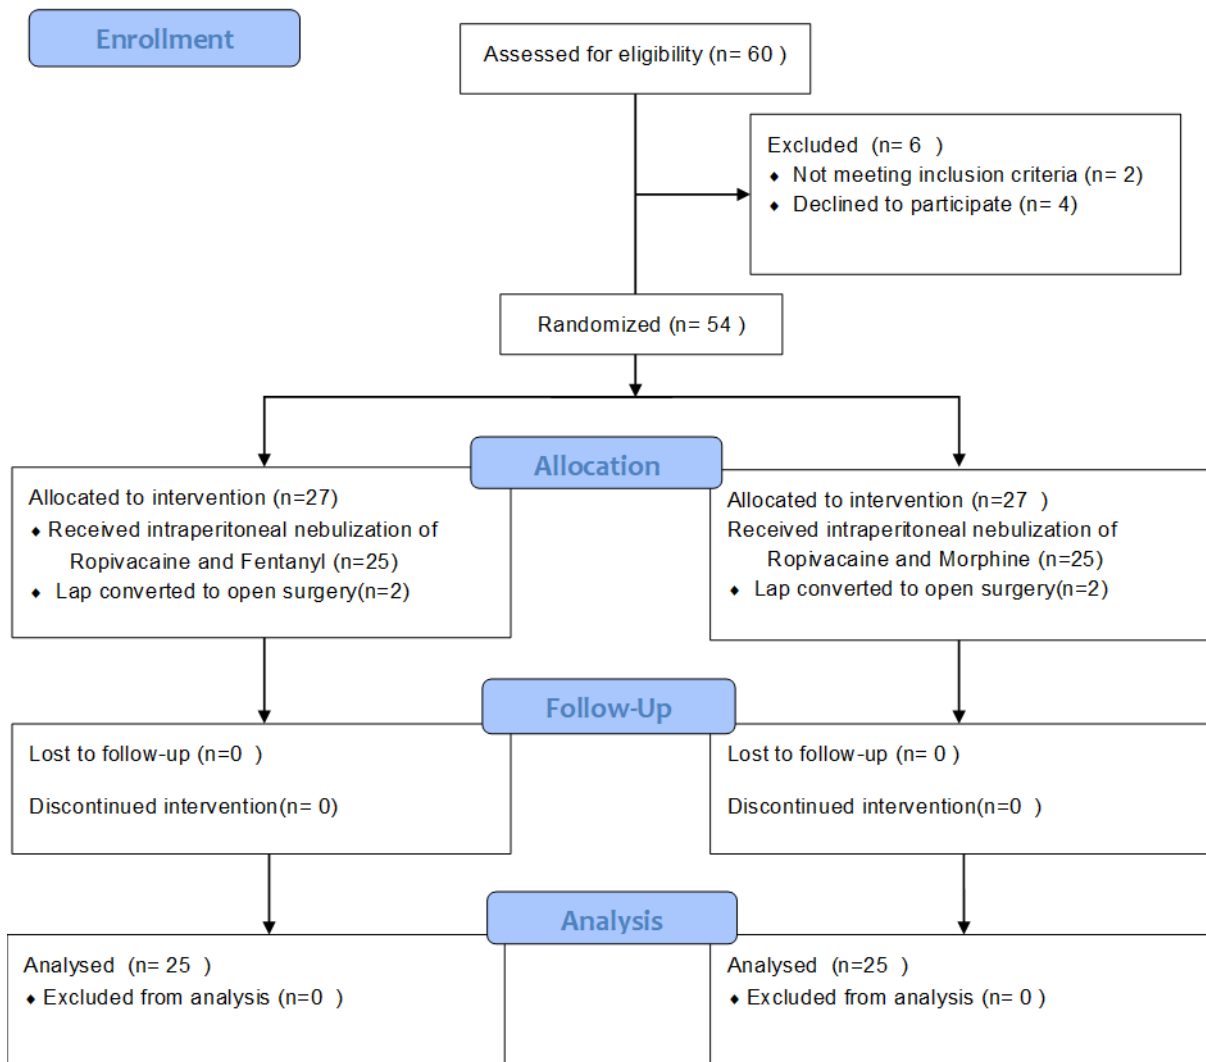 Enrollment
Assessed for eligibility (n= 60 )
Excluded (n= 6 )
♦ Not meeting inclusion criteria (n= 2)
♦ Declined to participate (n= 4)
Randomized (n= 54 )
Allocation
Allocated to intervention (n=27)
♦ Received intraperitoneal nebulization of
Ropivacaine and Fentanyl (n=25)
♦ Lap converted to open surgery(n=2)
Allocated to intervention (n=27 )
Received intraperitoneal nebulization of
Ropivacaine and Morphine (n=25)
♦ Lap converted to open surgery(n=2)
Follow-Up
Lost to follow-up (n=0 )
Discontinued intervention(n= 0)
Lost to follow-up (n= 0 )
Discontinued intervention(n=0 )
Analysis
Analysed (n= 25 )
♦ Excluded from analysis (n=0 )
Analysed (n=25 )
♦ Excluded from analysis (n= 0 )